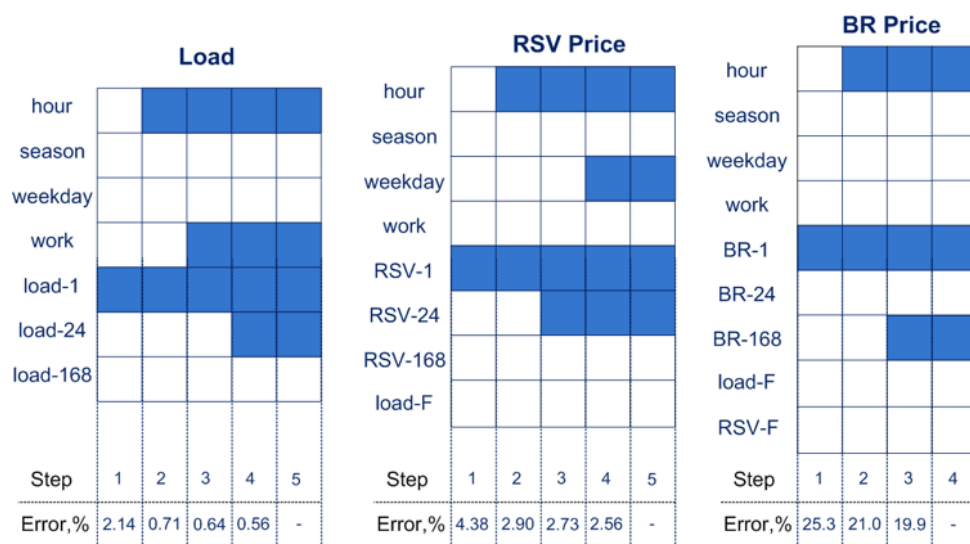 Load
hour
season
weekday
work
load-1
load-24
load-168
Step 1 2 3 4 5
Error,% 2.14 0.71 0.64 0.56 -
RSV Price
hour
season
weekday
work
RSV-1
RSV-24
RSV-168
load-F
Step 1 2 3 4 5
Error,% 4.38 2.90 2.73 2.56 -
BR Price
hour
season
weekday
work
BR-1
BR-24
BR-168
load-F
RSV-F
Step 1 2 3 4
Error,% 25.3 21.0 19.9 -